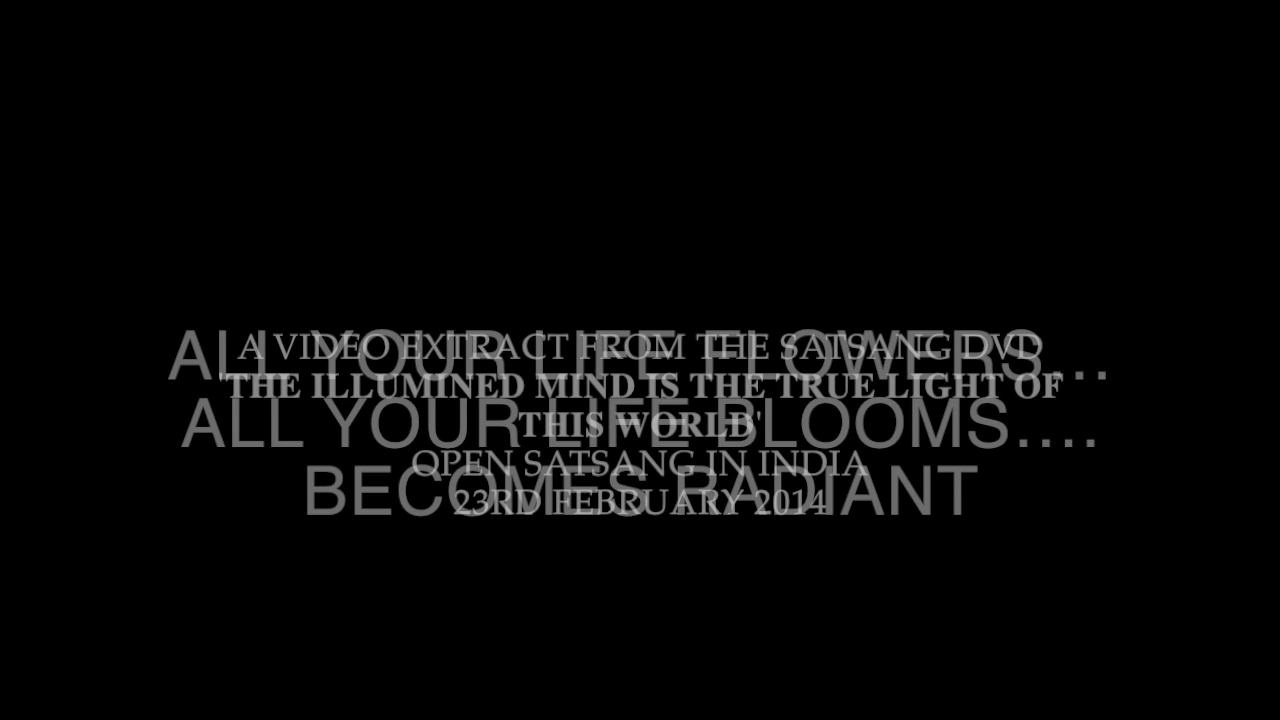 ALL YOUR LIFE FLOWERS....
ALL YOUR LIFE BLOOMS....
BECOMES RADIANT
A VIDEO EXTRACT FROM THE SATSANG DVD
'THE ILLUMINED MIND IS THE TRUE LIGHT OF
THIS WORLD'
OPEN SATSANG IN INDIA
23RD FEBRUARY 2014